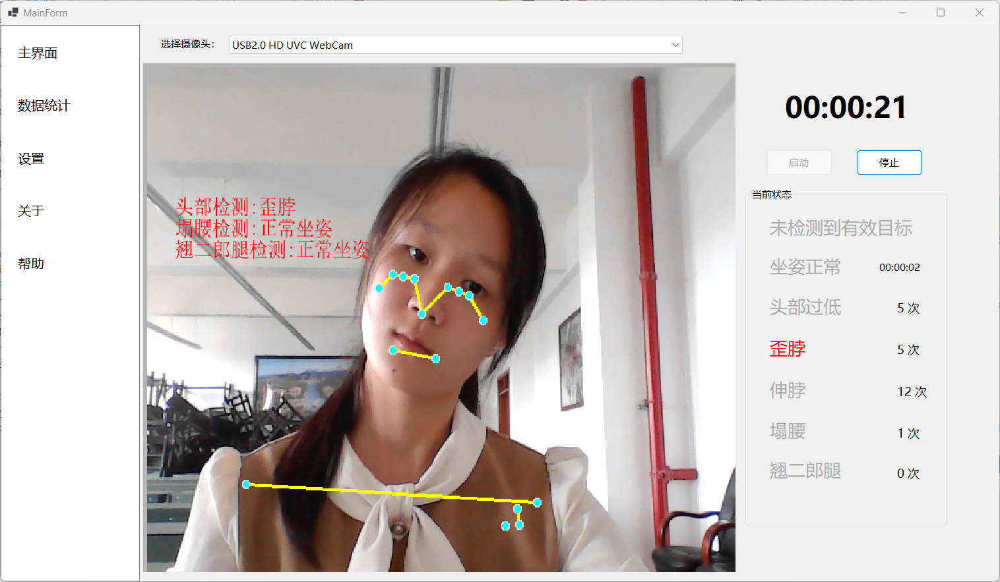 MainForm
主界面
数据统计
设置
关于
帮助
选择摄像头：
USB2.0 HD UVC WebCam
头部检测:歪脖
塌腰检测:正常坐姿
翘二郎腿检测:正常坐姿
00:00:21
启动
停止
当前状态
未检测到有效目标
坐姿正常 00:00:02
头部过低 5 次
歪脖 5 次
伸脖 12 次
塌腰 1 次
翘二郎腿 0 次